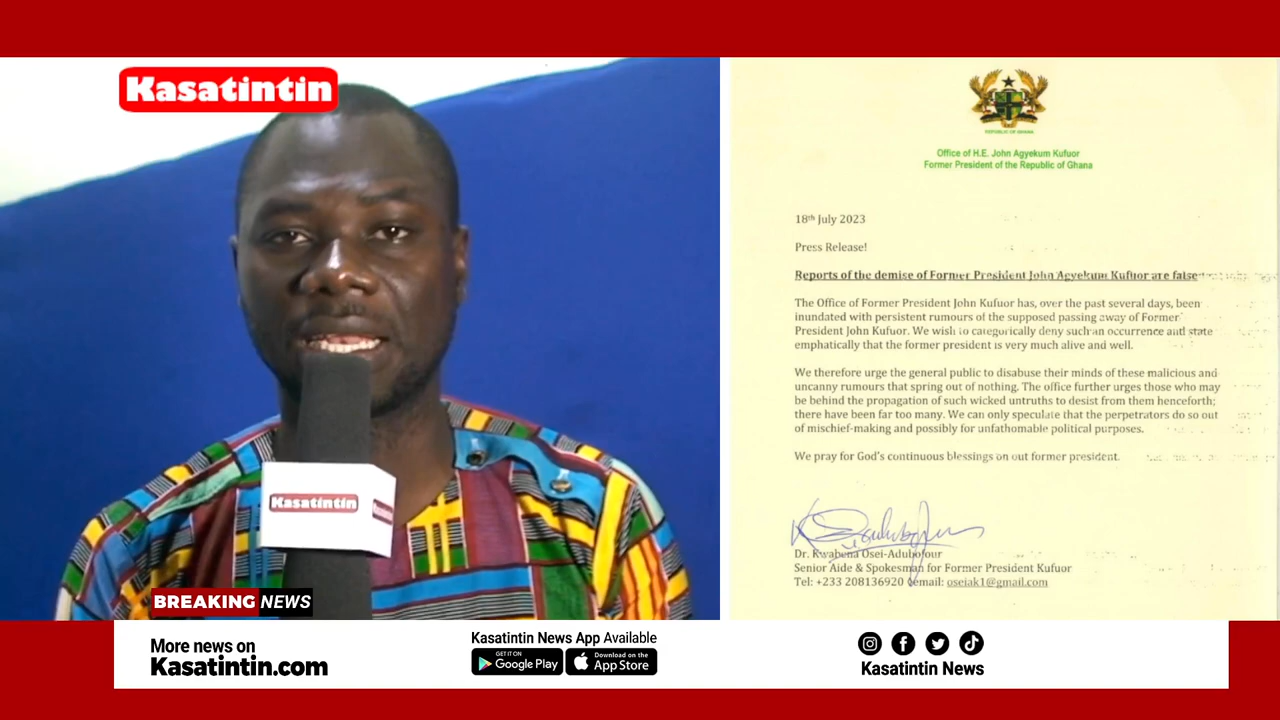 Kasatintin
Kasatintin
Kasatintin
BREAKING NEWS
REPUBLIC OF GHANA
Office of H.E. John Agyekum Kufuor
Former President of the Republic of Ghana
18th July 2023
Press Release!
Reports of the demise of Former President John Agyekum Kufuor are false
The Office of Former President John Kufuor has, over the past several days, been
inundated with persistent rumours of the supposed passing away of Former
President John Kufuor. We wish to categorically deny such an occurrence and state
emphatically that the former president is very much alive and well.
We therefore urge the general public to disabuse their minds of these malicious and
uncanny rumours that spring out of nothing. The office further urges those who may
be behind the propagation of such wicked untruths to desist from them henceforth;
there have been far too many. We can only speculate that the perpetrators do so out
of mischief-making and possibly for unfathomable political purposes.
We pray for God's continuous blessings on out former president.
Dr. Kwabena Osei-Adubofour
Senior Aide & Spokesman for Former President Kufuor
Tel: +233 208136920 email: oseiak1@gmail.com
More news on
Kasatintin.com
Kasatintin News App Available
GET IT ON
Google Play
Download on the
App Store
Kasatintin News